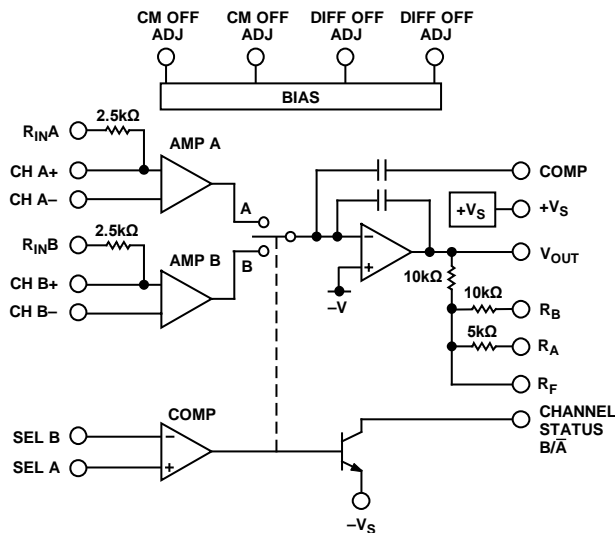 CM OFF ADJ
CM OFF ADJ
DIFF OFF ADJ
DIFF OFF ADJ
BIAS
2.5kΩ
RINA
AMP A
CH A+
CH A–
A
COMP
+VS
+VS
2.5kΩ
RINB
AMP B
B
CH B+
CH B–
–
+
–V
VOUT
10kΩ
10kΩ
RB
5kΩ
RA
RF
COMP
SEL B
–
SEL A
+
CHANNEL
STATUS
B/A̅
–VS